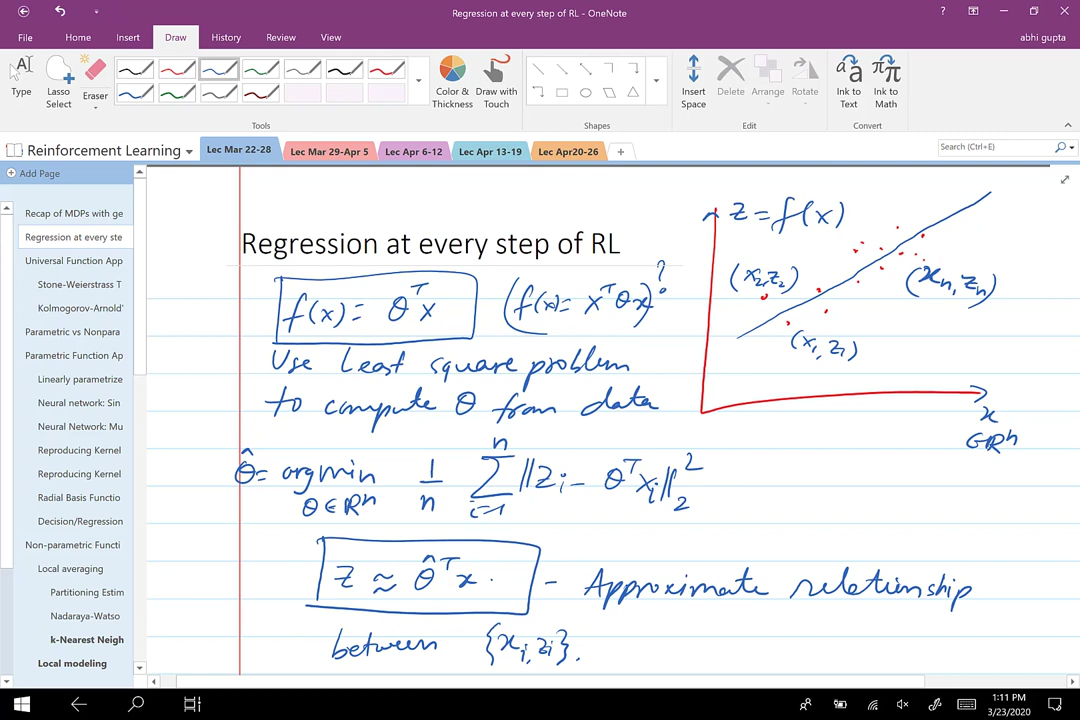 Regression at every step of RL - OneNote
?
File Home Insert Draw History Review View
abhi gupta
Type
Lasso Select
Eraser
Color & Thickness
Draw with Touch
Insert Space
Delete
Arrange
Rotate
Ink to Text
Ink to Math
Tools
Shapes
Edit
Convert
Reinforcement Learning
Lec Mar 22-28
Lec Mar 29-Apr 5
Lec Apr 6-12
Lec Apr 13-19
Lec Apr20-26
+
Search (Ctrl+E)
Add Page
Recap of MDPs with ge
Regression at every ste
Universal Function App
Stone-Weierstrass T
Kolmogorov-Arnold'
Parametric vs Nonpara
Parametric Function Ap
Linearly parametrize
Neural network: Sin
Neural Network: Mu
Reproducing Kernel
Reproducing Kernel
Radial Basis Functio
Decision/Regression
Non-parametric Functi
Local averaging
Partitioning Estim
Nadaraya-Watso
k-Nearest Neigh
Local modeling
Regression at every step of RL
f(x) = θᵀx (f(x) = xᵀθx)?
Use Least square problem
to compute θ from data
θ̂ = argmin θ∈ℝⁿ 1/n Σ i=1 n ‖zᵢ - θᵀxᵢ‖₂²
z ≈ θ̂ᵀx. - Approximate relationship
between {xᵢ, zᵢ}.
z = f(x)
(x₂, z₂)
(xₙ, zₙ)
(x₁, z₁)
x
∈ℝⁿ
1:11 PM
3/23/2020